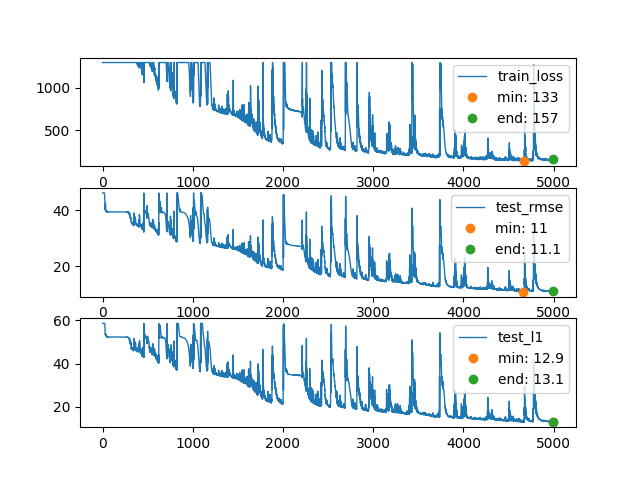 1000
500
train_loss
min: 133
end: 157
0 1000 2000 3000 4000 5000
40
20
test_rmse
min: 11
end: 11.1
0 1000 2000 3000 4000 5000
60
40
20
test_l1
min: 12.9
end: 13.1
0 1000 2000 3000 4000 5000